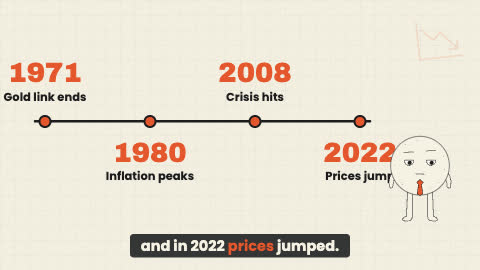 1971
Gold link ends
1980
Inflation peaks
2008
Crisis hits
2022
Prices jump
and in 2022 prices jumped.